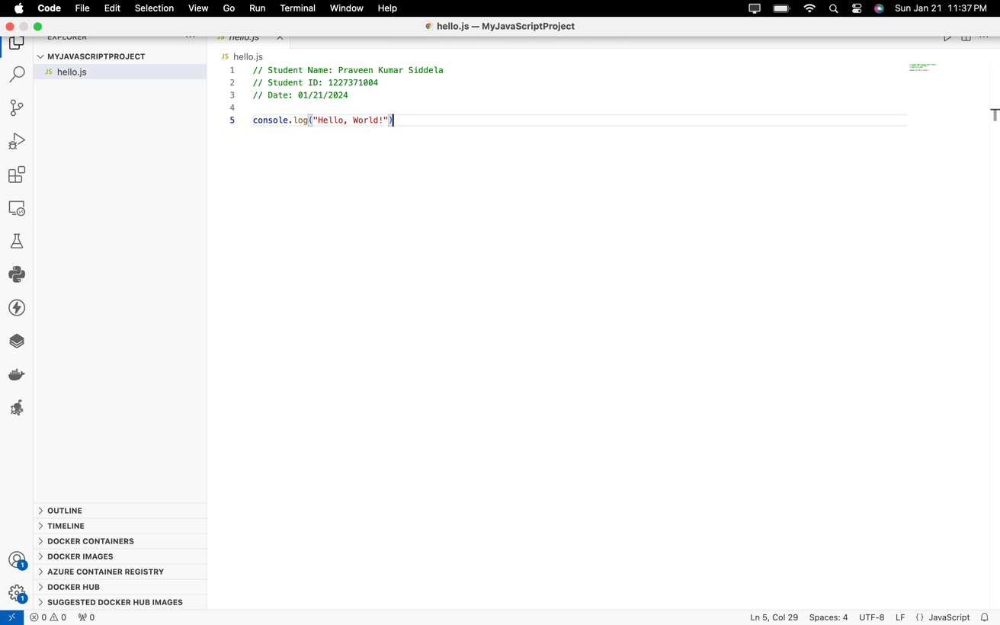 Code File Edit Selection View Go Run Terminal Window Help Sun Jan 21 11:37 PM
hello.js — MyJavaScriptProject
EXPLORER
JS hello.js
MYJAVASCRIPTPROJECT
JS hello.js
JS hello.js
1 // Student Name: Praveen Kumar Siddela
2 // Student ID: 1227371004
3 // Date: 01/21/2024
4
5 console.log("Hello, World!")
T
OUTLINE
TIMELINE
DOCKER CONTAINERS
DOCKER IMAGES
1
AZURE CONTAINER REGISTRY
DOCKER HUB
1
SUGGESTED DOCKER HUB IMAGES
0 0 0 Ln 5, Col 29 Spaces: 4 UTF-8 LF {} JavaScript